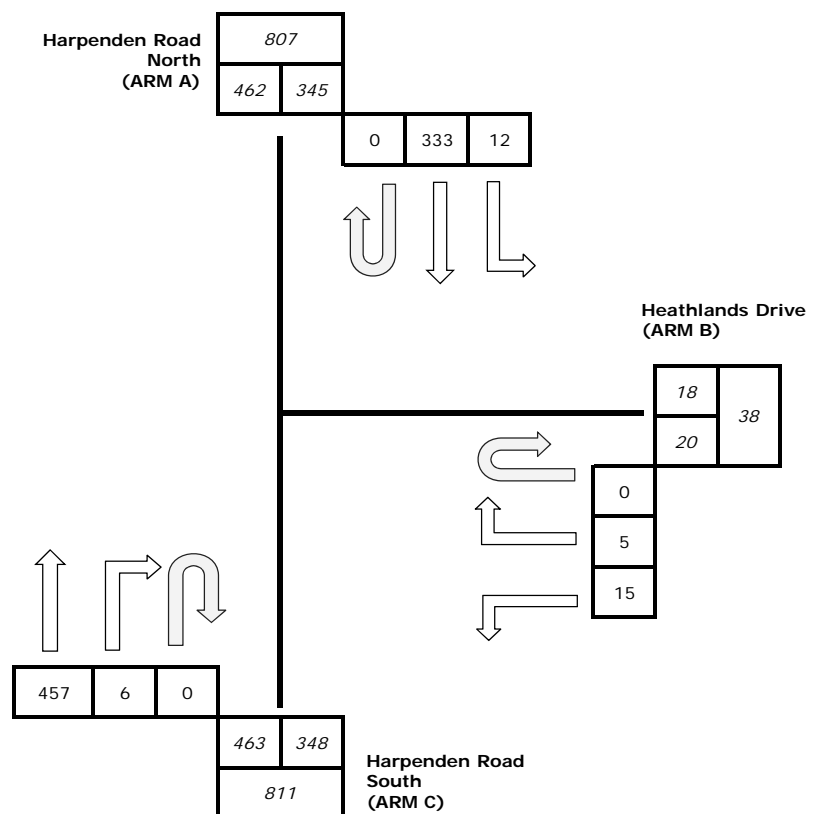 Harpenden Road
North
(ARM A)
807
462 345
0 333 12
Heathlands Drive
(ARM B)
18
38
20
0
5
15
457 6 0
463 348
811
Harpenden Road
South
(ARM C)